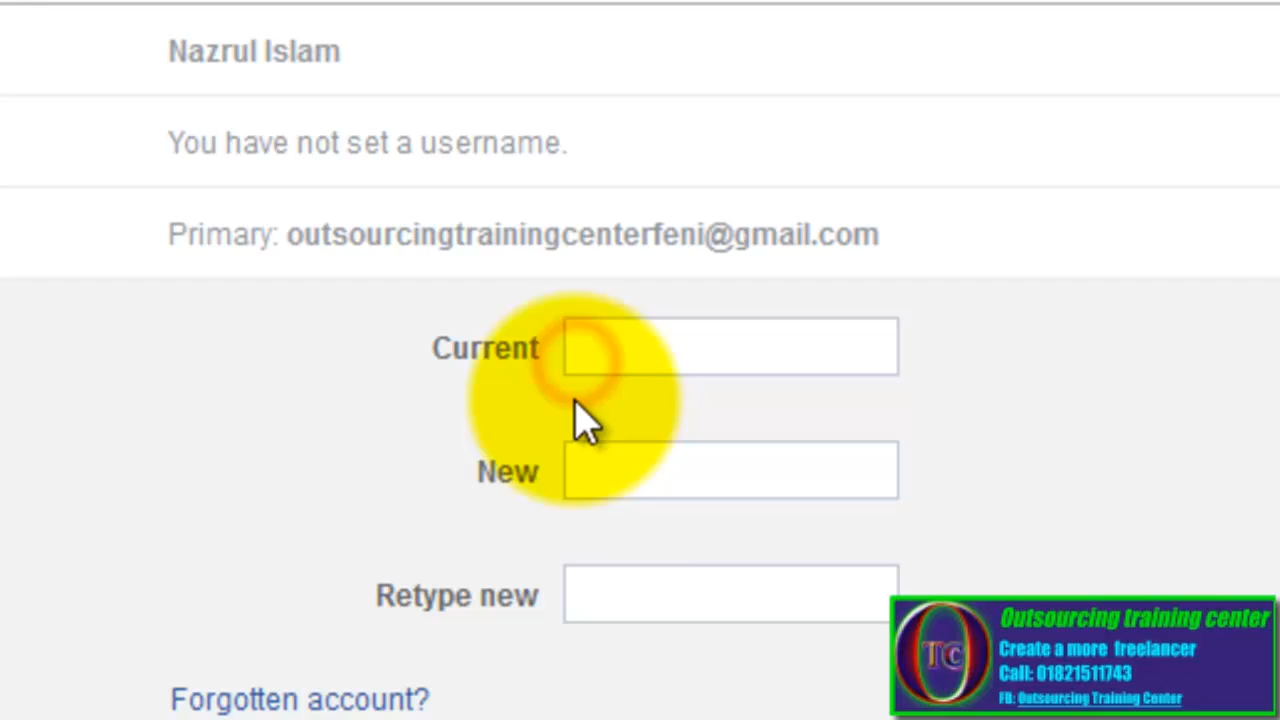 Nazrul Islam
You have not set a username.
Primary: outsourcingtrainingcenterfeni@gmail.com
Current
New
Retype new
Forgotten account?
OTC
Outsourcing training center
Create a more freelancer
Call: 01821511743
FB: Outsourcing Training Center